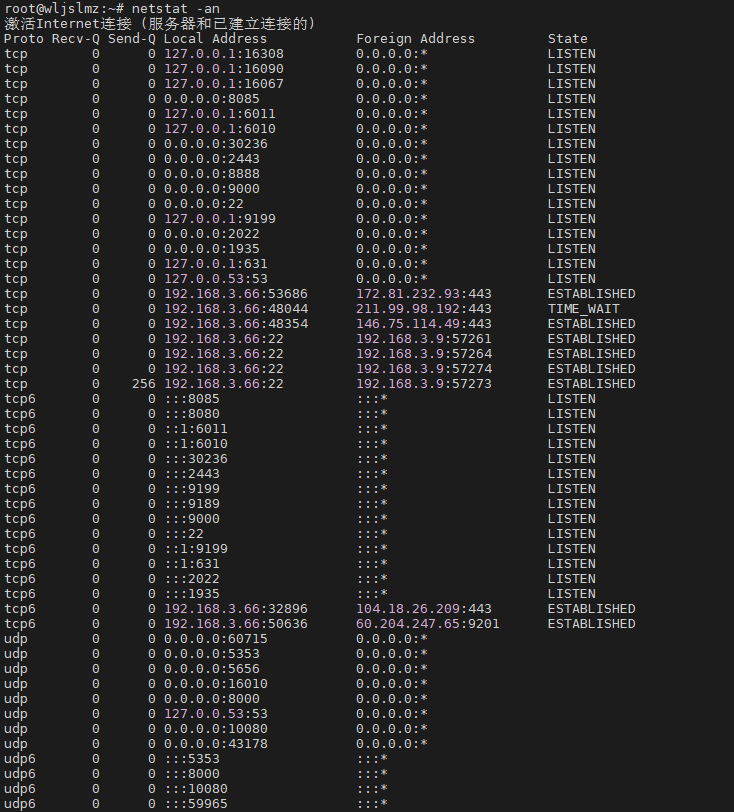 root@wljslmz:~# netstat -an
激活Internet连接 (服务器和已建立连接的)
Proto Recv-Q Send-Q Local Address           Foreign Address         State
tcp        0      0 127.0.0.1:16308         0.0.0.0:*               LISTEN
tcp        0      0 127.0.0.1:16090         0.0.0.0:*               LISTEN
tcp        0      0 127.0.0.1:16067         0.0.0.0:*               LISTEN
tcp        0      0 0.0.0.0:8085            0.0.0.0:*               LISTEN
tcp        0      0 127.0.0.1:6011          0.0.0.0:*               LISTEN
tcp        0      0 127.0.0.1:6010          0.0.0.0:*               LISTEN
tcp        0      0 0.0.0.0:30236           0.0.0.0:*               LISTEN
tcp        0      0 0.0.0.0:2443            0.0.0.0:*               LISTEN
tcp        0      0 0.0.0.0:8888            0.0.0.0:*               LISTEN
tcp        0      0 0.0.0.0:9000            0.0.0.0:*               LISTEN
tcp        0      0 0.0.0.0:22              0.0.0.0:*               LISTEN
tcp        0      0 127.0.0.1:9199          0.0.0.0:*               LISTEN
tcp        0      0 0.0.0.0:2022            0.0.0.0:*               LISTEN
tcp        0      0 0.0.0.0:1935            0.0.0.0:*               LISTEN
tcp        0      0 127.0.0.1:631           0.0.0.0:*               LISTEN
tcp        0      0 127.0.0.53:53           0.0.0.0:*               LISTEN
tcp        0      0 192.168.3.66:53686      172.81.232.93:443       ESTABLISHED
tcp        0      0 192.168.3.66:48044      211.99.98.192:443       TIME_WAIT
tcp        0      0 192.168.3.66:48354      146.75.114.49:443       ESTABLISHED
tcp        0      0 192.168.3.66:22         192.168.3.9:57261       ESTABLISHED
tcp        0      0 192.168.3.66:22         192.168.3.9:57264       ESTABLISHED
tcp        0      0 192.168.3.66:22         192.168.3.9:57274       ESTABLISHED
tcp        0    256 192.168.3.66:22         192.168.3.9:57273       ESTABLISHED
tcp6       0      0 :::8085                 :::*                    LISTEN
tcp6       0      0 :::8080                 :::*                    LISTEN
tcp6       0      0 ::1:6011                :::*                    LISTEN
tcp6       0      0 ::1:6010                :::*                    LISTEN
tcp6       0      0 :::30236                :::*                    LISTEN
tcp6       0      0 :::2443                 :::*                    LISTEN
tcp6       0      0 :::9199                 :::*                    LISTEN
tcp6       0      0 :::9189                 :::*                    LISTEN
tcp6       0      0 :::9000                 :::*                    LISTEN
tcp6       0      0 :::22                   :::*                    LISTEN
tcp6       0      0 ::1:9199                :::*                    LISTEN
tcp6       0      0 ::1:631                 :::*                    LISTEN
tcp6       0      0 :::2022                 :::*                    LISTEN
tcp6       0      0 :::1935                 :::*                    LISTEN
tcp6       0      0 192.168.3.66:32896      104.18.26.209:443       ESTABLISHED
tcp6       0      0 192.168.3.66:50636      60.204.247.65:9201      ESTABLISHED
udp        0      0 0.0.0.0:60715           0.0.0.0:*
udp        0      0 0.0.0.0:5353            0.0.0.0:*
udp        0      0 0.0.0.0:5656            0.0.0.0:*
udp        0      0 0.0.0.0:16010           0.0.0.0:*
udp        0      0 0.0.0.0:8000            0.0.0.0:*
udp        0      0 127.0.0.53:53           0.0.0.0:*
udp        0      0 0.0.0.0:10080           0.0.0.0:*
udp        0      0 0.0.0.0:43178           0.0.0.0:*
udp6       0      0 :::5353                 :::*
udp6       0      0 :::8000                 :::*
udp6       0      0 :::10080                :::*
udp6       0      0 :::59965                :::*